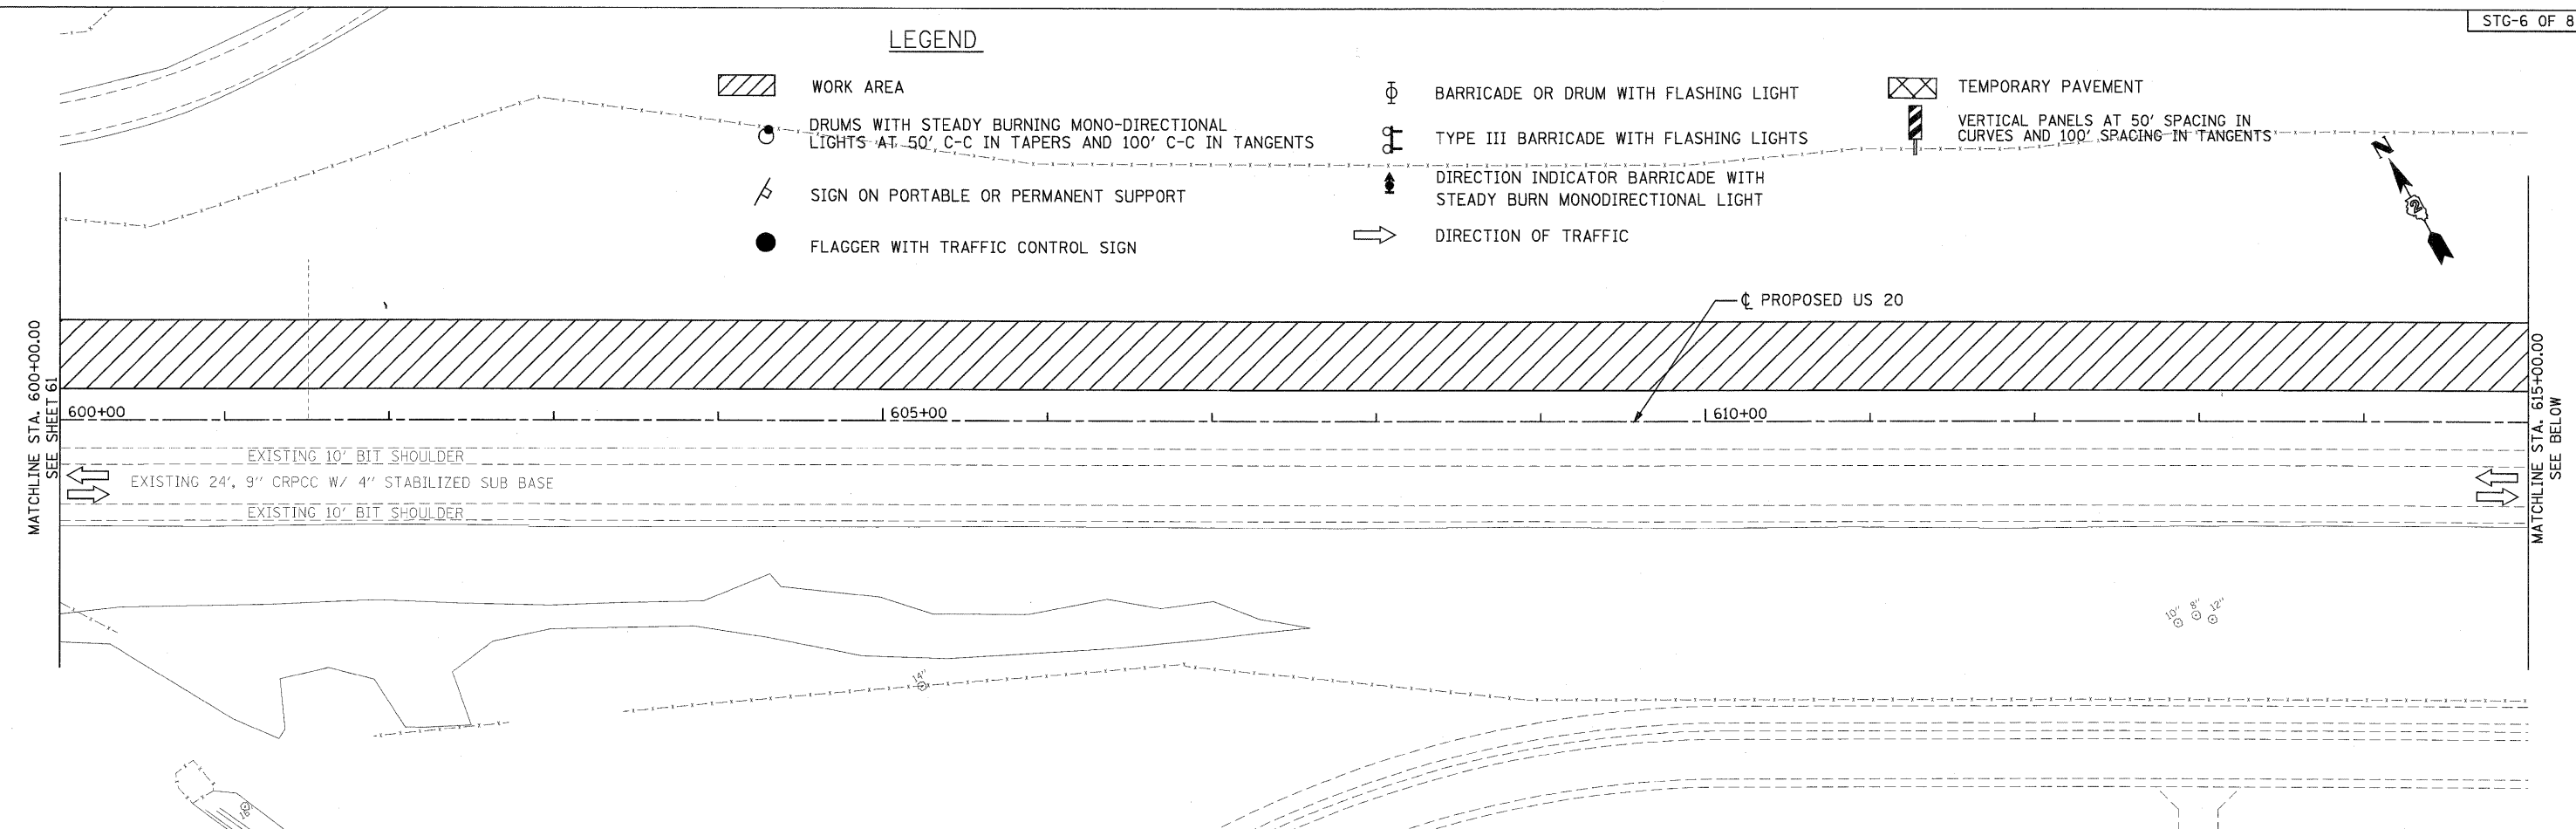 STG-6 OF 8
LEGEND
WORK AREA
DRUMS WITH STEADY BURNING MONO-DIRECTIONAL
LIGHTS AT 50' C-C IN TAPERS AND 100' C-C IN TANGENTS
SIGN ON PORTABLE OR PERMANENT SUPPORT
FLAGGER WITH TRAFFIC CONTROL SIGN
BARRICADE OR DRUM WITH FLASHING LIGHT
TYPE III BARRICADE WITH FLASHING LIGHTS
DIRECTION INDICATOR BARRICADE WITH
STEADY BURN MONODIRECTIONAL LIGHT
DIRECTION OF TRAFFIC
TEMPORARY PAVEMENT
VERTICAL PANELS AT 50' SPACING IN
CURVES AND 100' SPACING IN TANGENTS
N
2
℄ PROPOSED US 20
MATCHLINE STA. 600+00.00
SEE SHEET 61
600+00
605+00
610+00
MATCHLINE STA. 615+00.00
SEE BELOW
EXISTING 10' BIT SHOULDER
EXISTING 24', 9" CRPCC W/ 4" STABILIZED SUB BASE
EXISTING 10' BIT SHOULDER
10"
8"
12"
14"